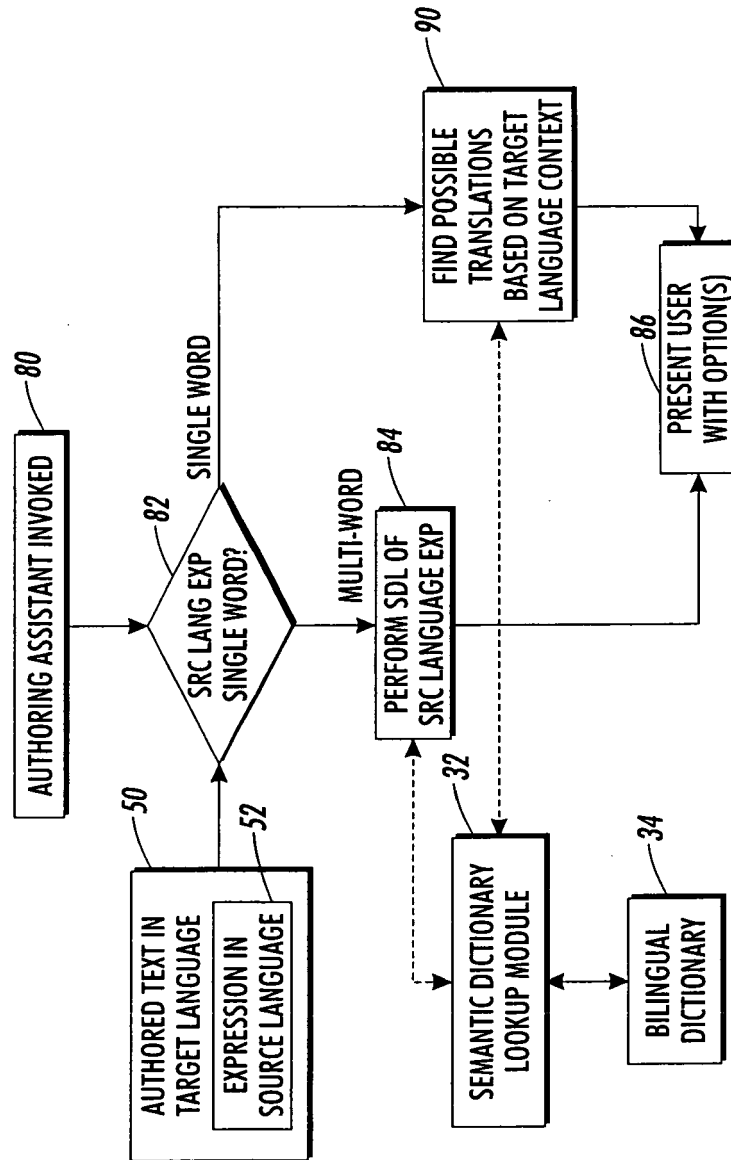 80
AUTHORING ASSISTANT INVOKED
50
AUTHORED TEXT IN
TARGET LANGUAGE
52
EXPRESSION IN
SOURCE LANGUAGE
82
SRC LANG EXP
SINGLE WORD?
SINGLE WORD
MULTI-WORD
84
PERFORM SDL OF
SRC LANGUAGE EXP
90
FIND POSSIBLE
TRANSLATIONS
BASED ON TARGET
LANGUAGE CONTEXT
32
SEMANTIC DICTIONARY
LOOKUP MODULE
34
BILINGUAL
DICTIONARY
86
PRESENT USER
WITH OPTION(S)